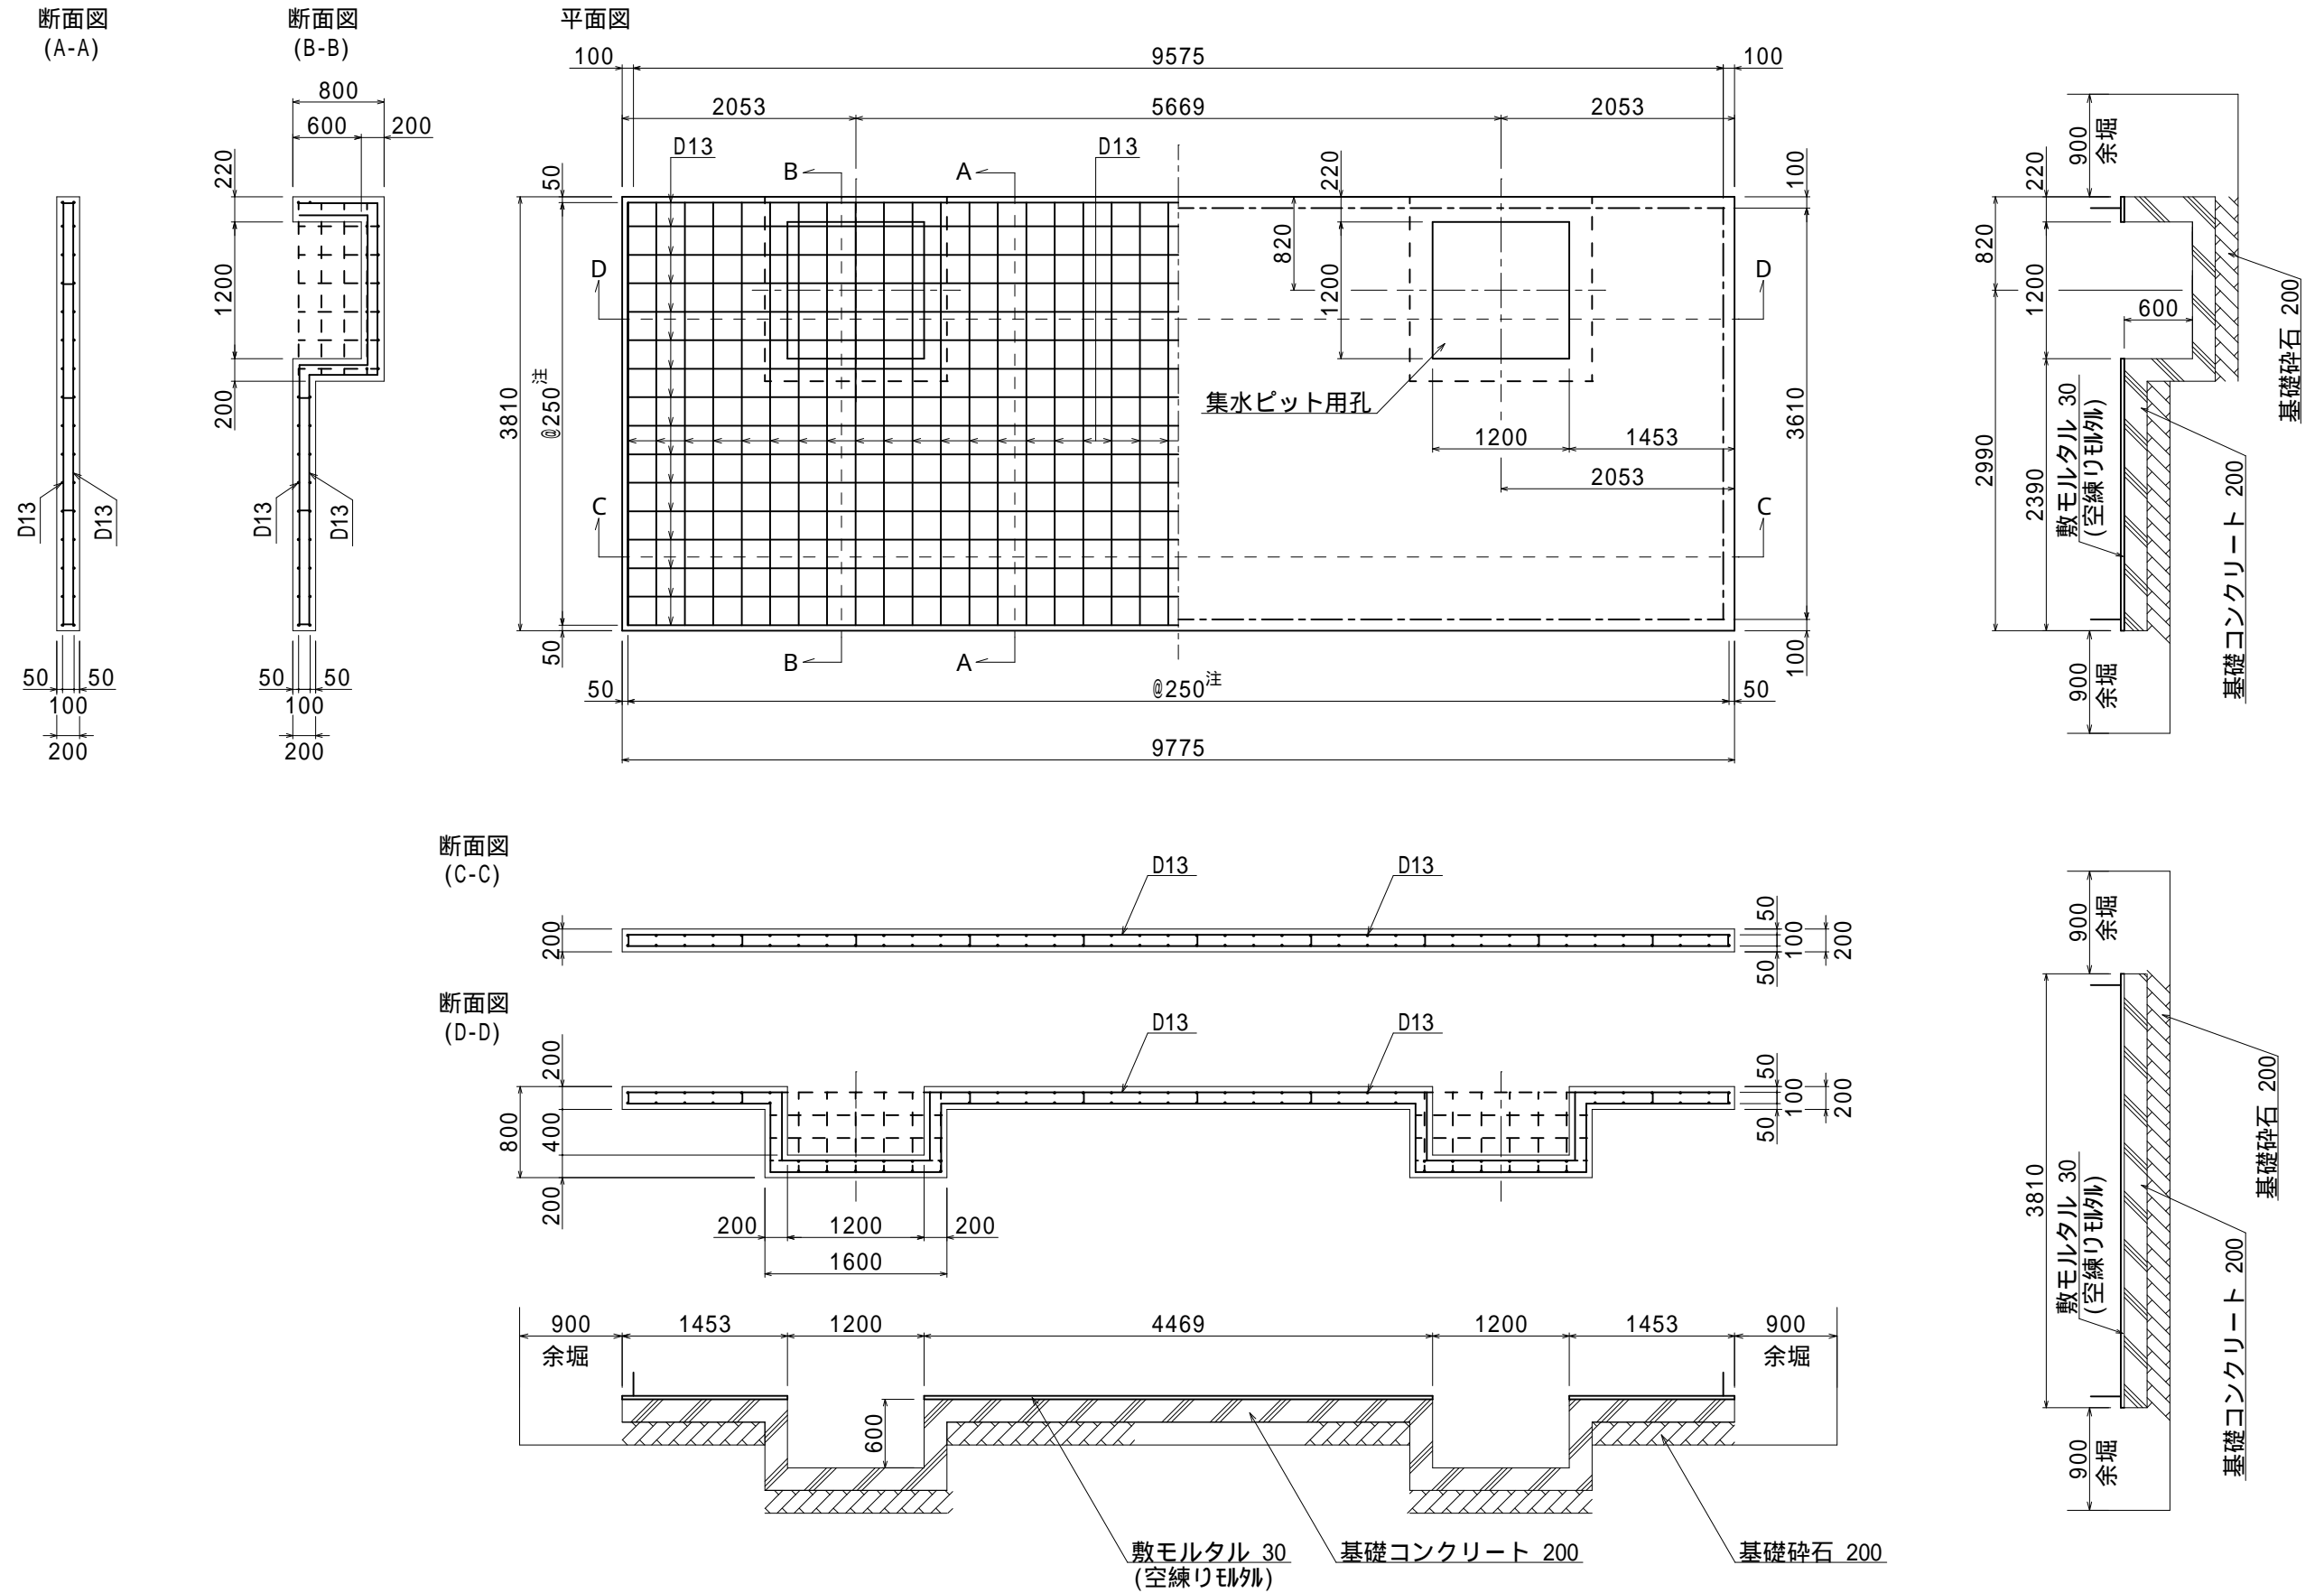 断面図
(A-A)
50
50
100
200
D13
D13
断面図
(B-B)
800
600
200
220
1200
200
D13
D13
50
50
100
200
平面図
100
9575
100
2053
5669
2053
D13
D13
B
A
50
220
100
820
1200
D
D
3810
@250注
集水ピット用孔
3610
1200
1453
2053
C
C
50
B
A
100
50
@250注
50
9775
900
余堀
220
820
1200
600
基礎砕石 200
2990
2390
敷モルタル 30
(空練りモルタル)
基礎コンクリート 200
900
余堀
断面図
(C-C)
D13
D13
200
50
100
50
200
断面図
(D-D)
D13
D13
200
800
400
200
50
100
50
200
200
1200
200
1600
900
余堀
1453
1200
4469
1200
1453
900
余堀
600
敷モルタル 30
(空練りモルタル)
基礎コンクリート 200
基礎砕石 200
900
余堀
3810
敷モルタル 30
(空練りモルタル)
基礎砕石 200
基礎コンクリート 200
900
余堀